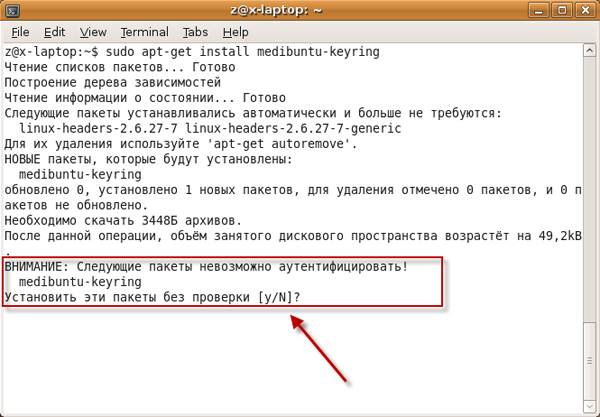 z@x-laptop: ~
File Edit View Terminal Tabs Help
z@x-laptop:~$ sudo apt-get install medibuntu-keyring
Чтение списков пакетов... Готово
Построение дерева зависимостей
Чтение информации о состоянии... Готово
Следующие пакеты устанавливались автоматически и больше не требуются:
linux-headers-2.6.27-7 linux-headers-2.6.27-7-generic
Для их удаления используйте 'apt-get autoremove'.
НОВЫЕ пакеты, которые будут установлены:
medibuntu-keyring
обновлено 0, установлено 1 новых пакетов, для удаления отмечено 0 пакетов, и 0 п
акетов не обновлено.
Необходимо скачать 3448Б архивов.
После данной операции, объём занятого дискового пространства возрастёт на 49,2kB
.
ВНИМАНИЕ: Следующие пакеты невозможно аутентифицировать!
medibuntu-keyring
Установить эти пакеты без проверки [y/N]?